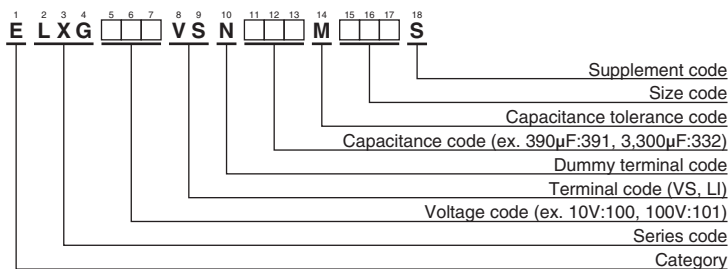 1 2 3 4 5 6 7 8 9 10 11 12 13 14 15 16 17 18
E L X G V S N M S
Supplement code
Size code
Capacitance tolerance code
Capacitance code (ex. 390µF:391, 3,300µF:332)
Dummy terminal code
Terminal code (VS, LI)
Voltage code (ex. 10V:100, 100V:101)
Series code
Category